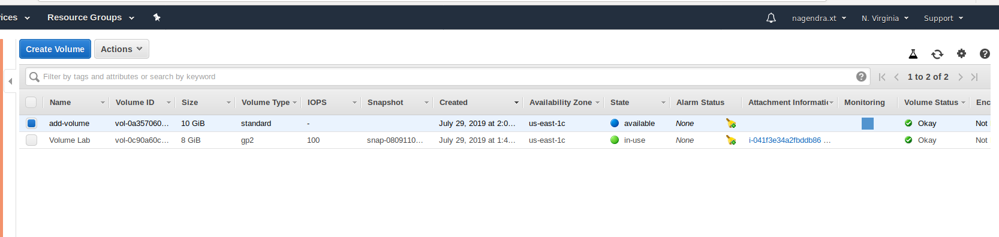 ices Resource Groups nagendra.xt N. Virginia Support
Create Volume Actions
Filter by tags and attributes or search by keyword 1 to 2 of 2
Name Volume ID Size Volume Type IOPS Snapshot Created Availability Zone State Alarm Status Attachment Informatic Monitoring Volume Status Enc
add-volume vol-0a357060... 10 GiB standard - July 29, 2019 at 2:0... us-east-1c available None Okay Not
Volume Lab vol-0c90a60c... 8 GiB gp2 100 snap-0809110... July 29, 2019 at 1:4... us-east-1c in-use None i-041f3e34a2fbddb86 ... Okay Not